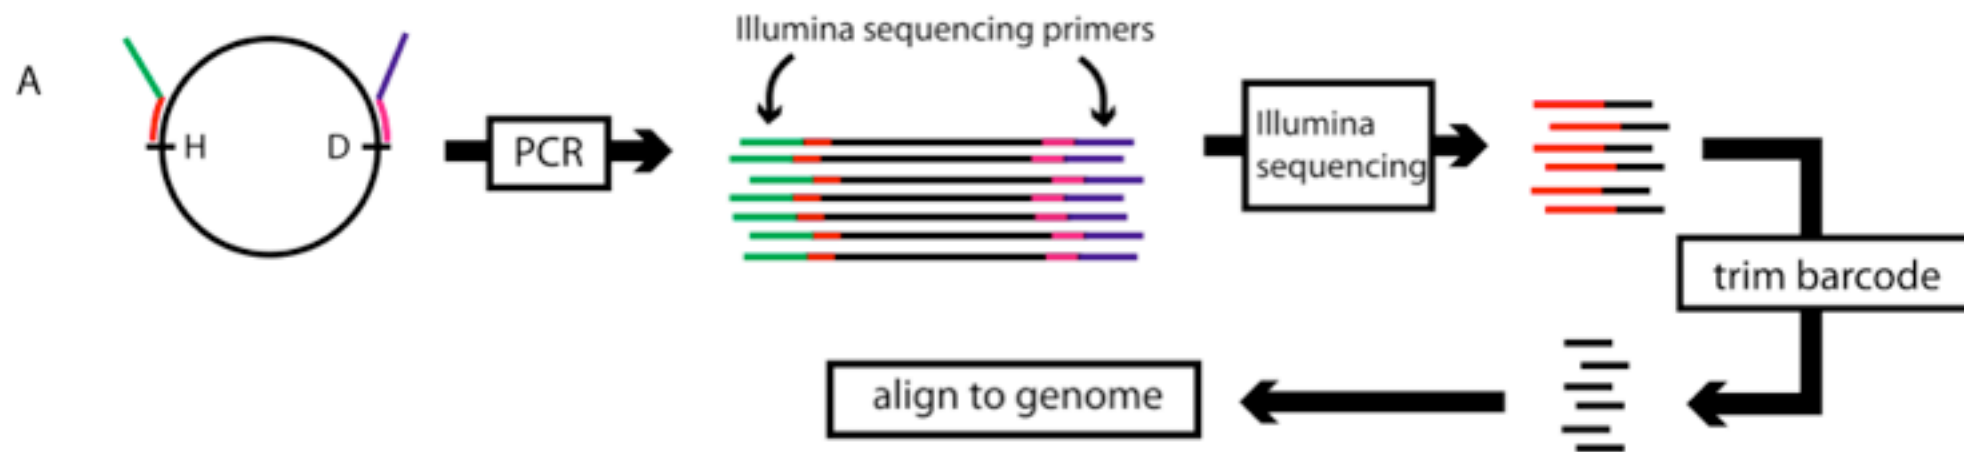 Illumina sequencing primers
A
H
D
PCR
Illumina
sequencing
trim barcode
align to genome